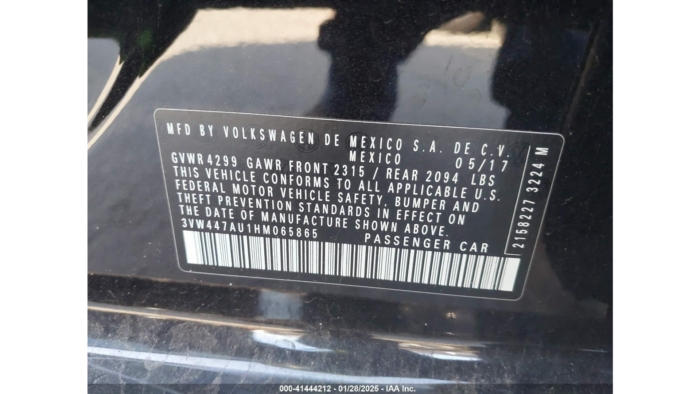 MFD BY VOLKSWAGEN DE MEXICO S.A. DE C.V.
MEXICO 05/17
GVWR 4299 GAWR FRONT 2315 / REAR 2094 LBS
THIS VEHICLE CONFORMS TO ALL APPLICABLE U.S.
FEDERAL MOTOR VEHICLE SAFETY, BUMPER AND
THEFT PREVENTION STANDARDS IN EFFECT ON
THE DATE OF MANUFACTURE SHOWN ABOVE.
3VW447AU1HM065865 PASSENGER CAR
2158227 3224 M
000-41444212 - 01/28/2025 - IAA Inc.